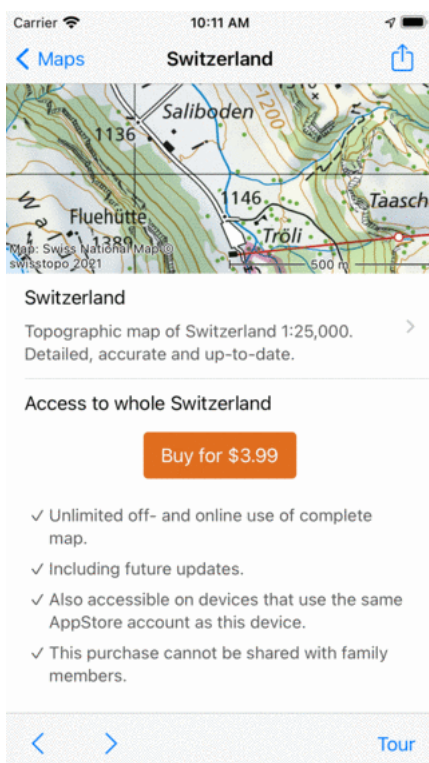 Carrier
10:11 AM
Maps
Switzerland
Saliboden
1200
1136
1146
Taasch
Fluehütte
Wa
Tröli
1389
Map: Swiss National Map ©
swisstopo 2021
500 m
Switzerland
Topographic map of Switzerland 1:25,000.
Detailed, accurate and up-to-date.
Access to whole Switzerland
Buy for $3.99
✓ Unlimited off- and online use of complete
map.
✓ Including future updates.
✓ Also accessible on devices that use the same
AppStore account as this device.
✓ This purchase cannot be shared with family
members.
Tour